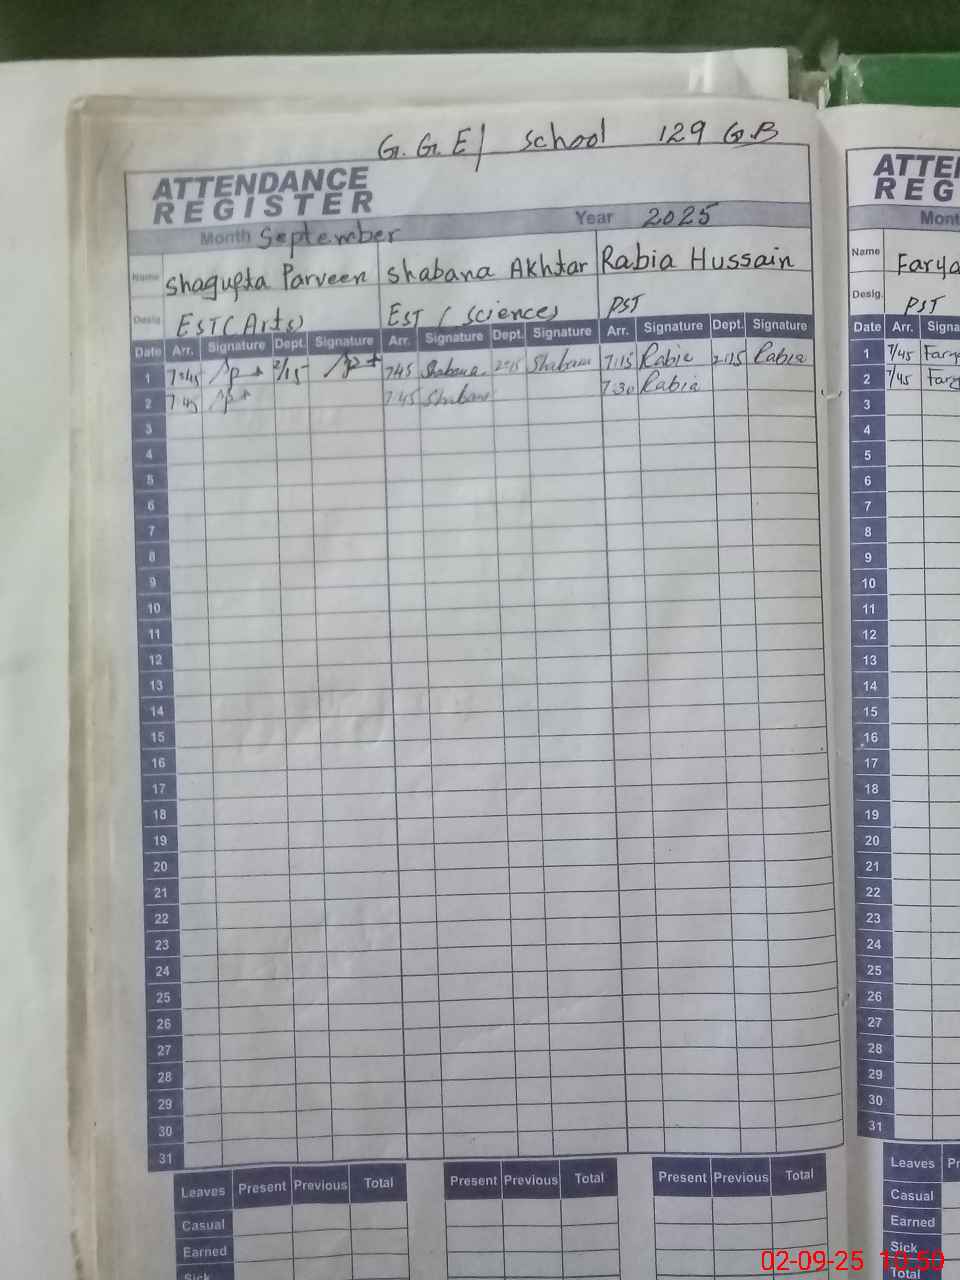 G.G.E/ School 129 G.B
ATTENDANCE
REGISTER
Month September Year 2025
Name Shagufta Parveen Shabana Akhtar Rabia Hussain
Desig. EST (Arts) EST (Science) PST
Date Arr. Signature Dept. Signature Arr. Signature Dept. Signature Arr. Signature Dept. Signature
1 7:45 2/15 7 45 Shabana 2:15 Shabana 7:15 Rabia 2:15 Rabia
2 7:45 7:45 Shabana 7:30 Rabia
3
4
5
6
7
8
9
10
11
12
13
14
15
16
17
18
19
20
21
22
23
24
25
26
27
28
29
30
31
Leaves Present Previous Total Present Previous Total Present Previous Total
Casual
Earned
Sick
REG
Name
Desig. PST
Date Arr.
1 7/45
2 7/45
3
4
5
6
7
8
9
10
11
12
13
14
15
16
17
18
19
20
21
22
23
24
25
26
27
28
29
30
31
Leaves
Casual
Earned
Sick
Total
02-09-25 10:50